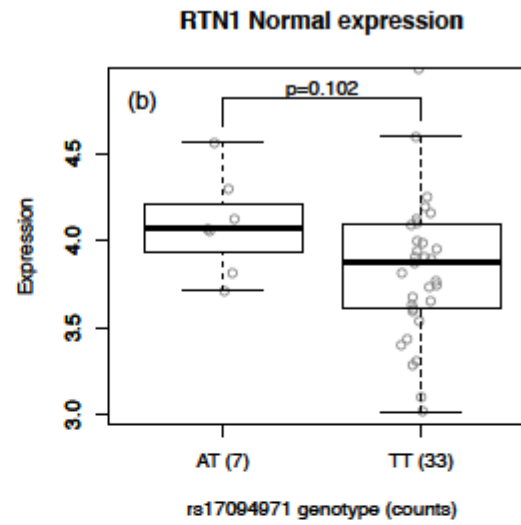 RTN1 Normal expression
(b)
p=0.102
Expression
4.5
4.0
3.5
3.0
AT (7)
TT (33)
rs17094971 genotype (counts)